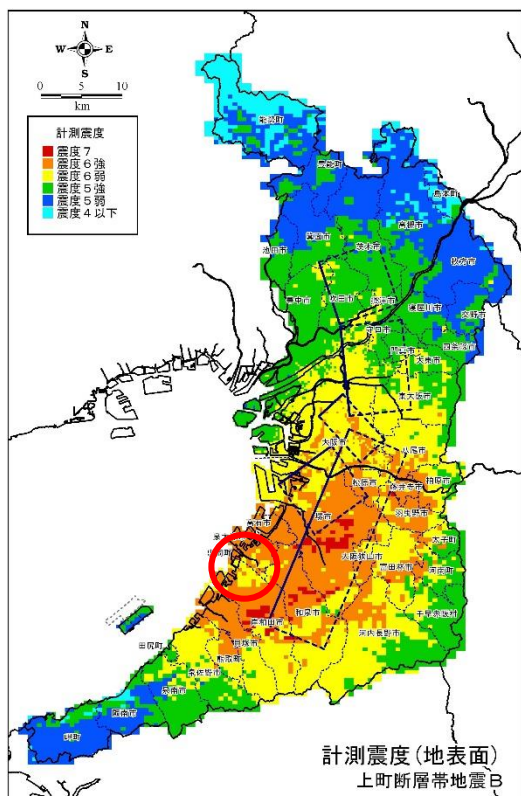 N
W E
S
0 5 10
km
計測震度
震度7
震度6強
震度6弱
震度5強
震度5弱
震度4以下
能勢町
豊能町
島本町
高槻市
箕面市
茨木市
池田市
枚方市
豊中市
吹田市
摂津市
寝屋川市
交野市
守口市
門真市
四条畷市
大東市
東大阪市
大阪市
八尾市
松原市
藤井寺市
柏原市
羽曳野市
高石市
堺市
太子町
大阪狭山市
富田林市
河南町
和泉市
千早赤阪村
岸和田市
河内長野市
貝塚市
田尻町
熊取町
泉佐野市
泉南市
阪南市
岬町
計測震度(地表面)
上町断層帯地震B